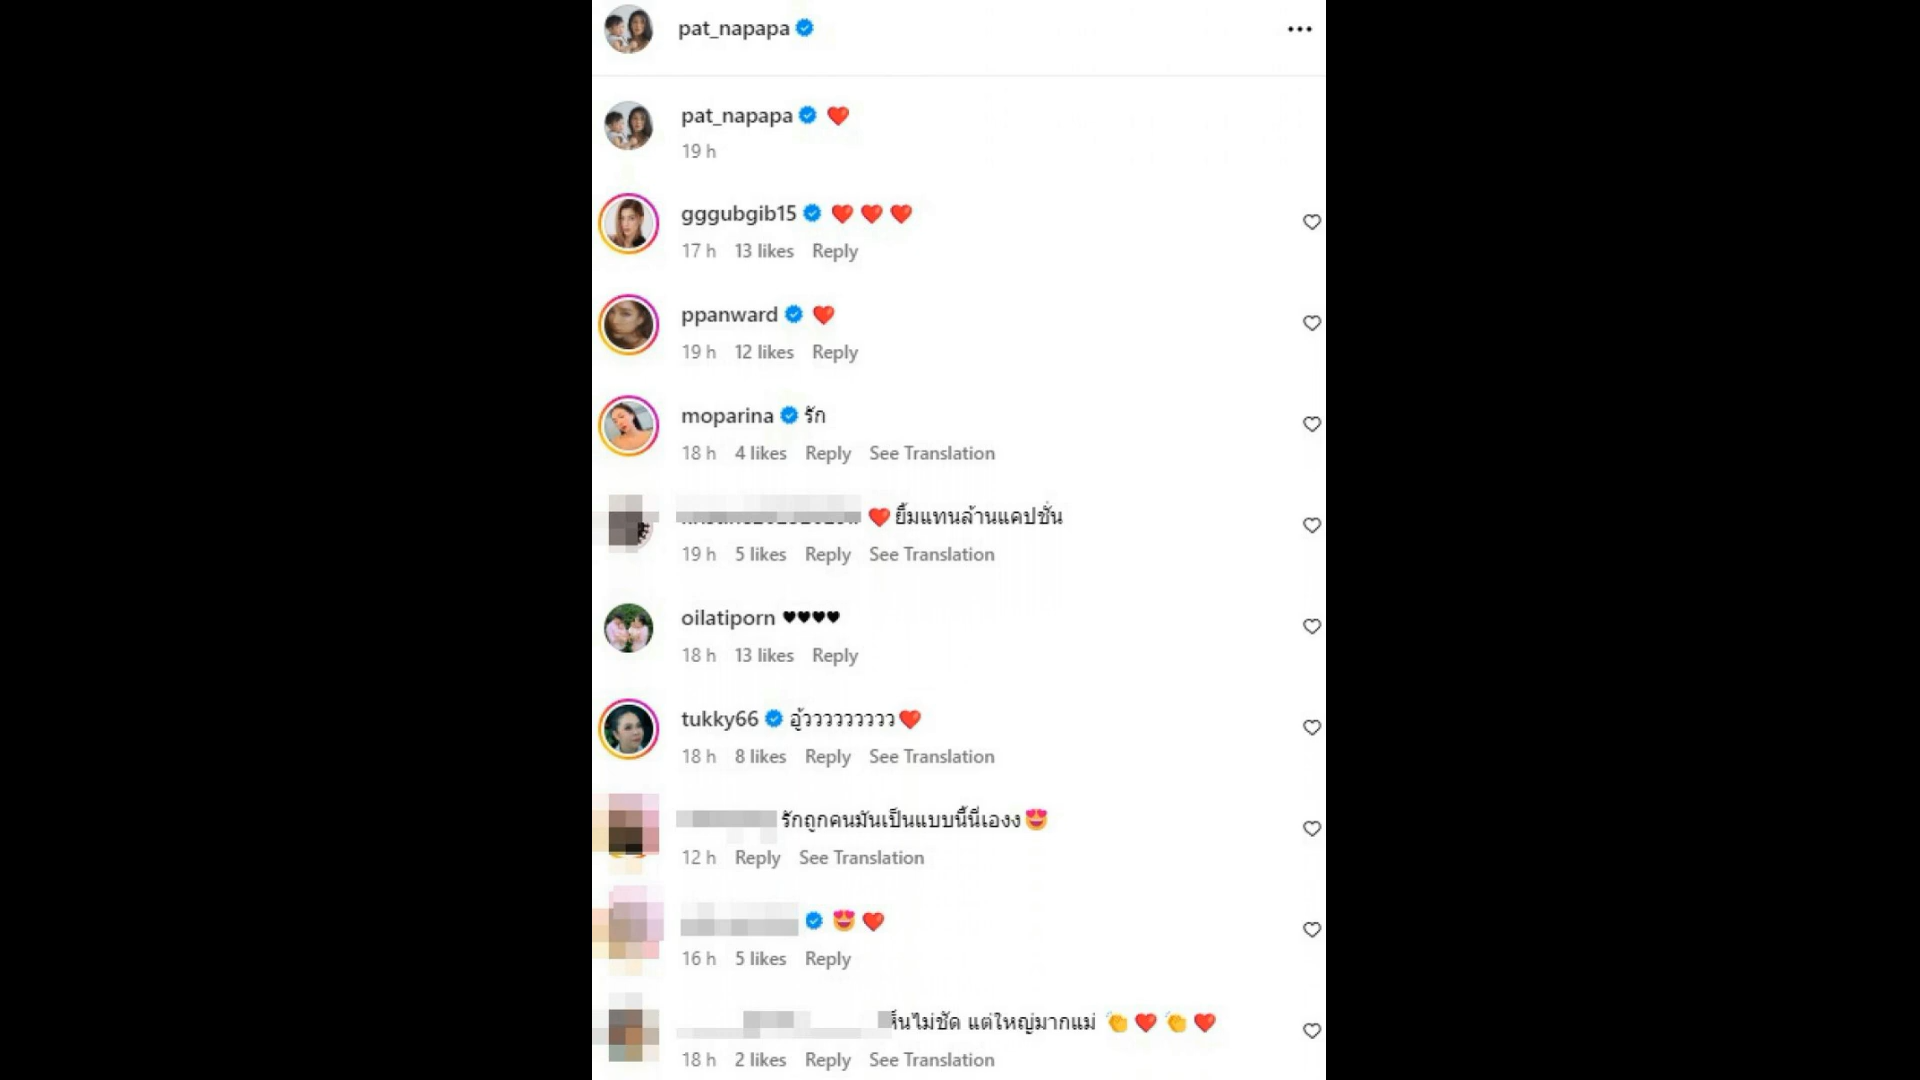 pat_napapa
pat_napapa ❤️
19 h
gggubgib15 ❤️ ❤️ ❤️
17 h 13 likes Reply
ppanward ❤️
19 h 12 likes Reply
moparina รัก
18 h 4 likes Reply See Translation
❤️ ยิ้มแทนล้านแคปชั่น
19 h 5 likes Reply See Translation
oilatiporn ♥♥♥♥
18 h 13 likes Reply
tukky66 อู้ววววววววว❤️
18 h 8 likes Reply See Translation
รักถูกคนมันเป็นแบบนี้นี่เองง😍
12 h Reply See Translation
😍 ❤️
16 h 5 likes Reply
ห็นไม่ชัด แต่ใหญ่มากแม่ 👏 ❤️ 👏 ❤️
18 h 2 likes Reply See Translation